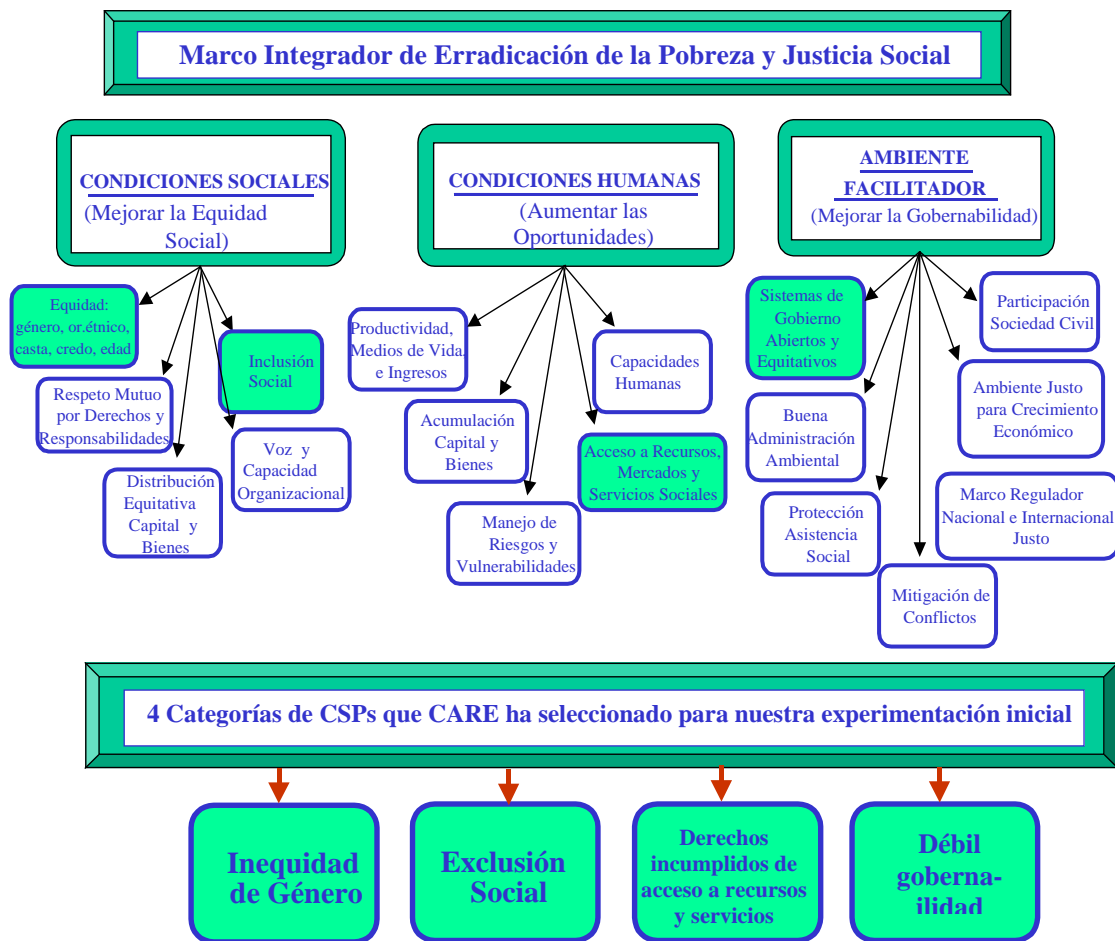 Marco Integrador de Erradicación de la Pobreza y Justicia Social
CONDICIONES SOCIALES
(Mejorar la Equidad
Social)
CONDICIONES HUMANAS
(Aumentar las
Oportunidades)
AMBIENTE
FACILITADOR
(Mejorar la Gobernabilidad)
Equidad:
género, or.étnico,
casta, credo, edad
Respeto Mutuo
por Derechos y
Responsabilidades
Distribución
Equitativa
Capital y
Bienes
Inclusión
Social
Voz y
Capacidad
Organizacional
Productividad,
Medios de Vida,
e Ingresos
Acumulación
Capital y
Bienes
Manejo de
Riesgos y
Vulnerabilidades
Capacidades
Humanas
Acceso a Recursos,
Mercados y
Servicios Sociales
Sistemas de
Gobierno
Abiertos y
Equitativos
Buena
Administración
Ambiental
Protección
Asistencia
Social
Mitigación de
Conflictos
Participación
Sociedad Civil
Ambiente Justo
para Crecimiento
Económico
Marco Regulador
Nacional e Internacional
Justo
4 Categorías de CSPs que CARE ha seleccionado para nuestra experimentación inicial
Inequidad
de Género
Exclusión
Social
Derechos
incumplidos de
acceso a recursos
y servicios
Débil
goberna-
ilidad